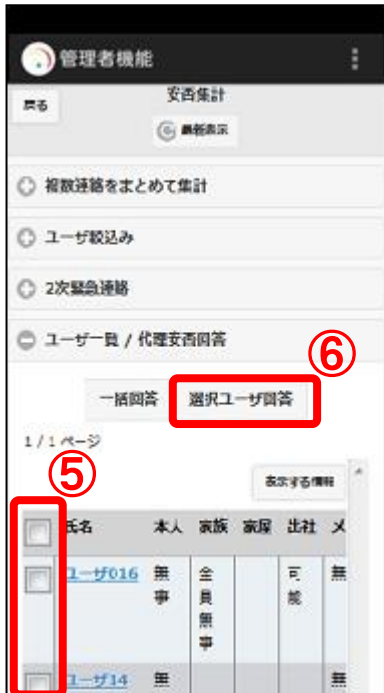 管理者機能
戻る
安否集計
最新表示
複数連絡をまとめて集計
ユーザ絞込み
2次緊急連絡
ユーザ一覧 / 代理安否回答
⑥
一括回答 選択ユーザ回答
1/1 ページ
⑤
表示する情報
氏名 本人 家族 家屋 出社 メ
ユーザ016 無事 全員無事 可能 無
ユーザ14 無 無